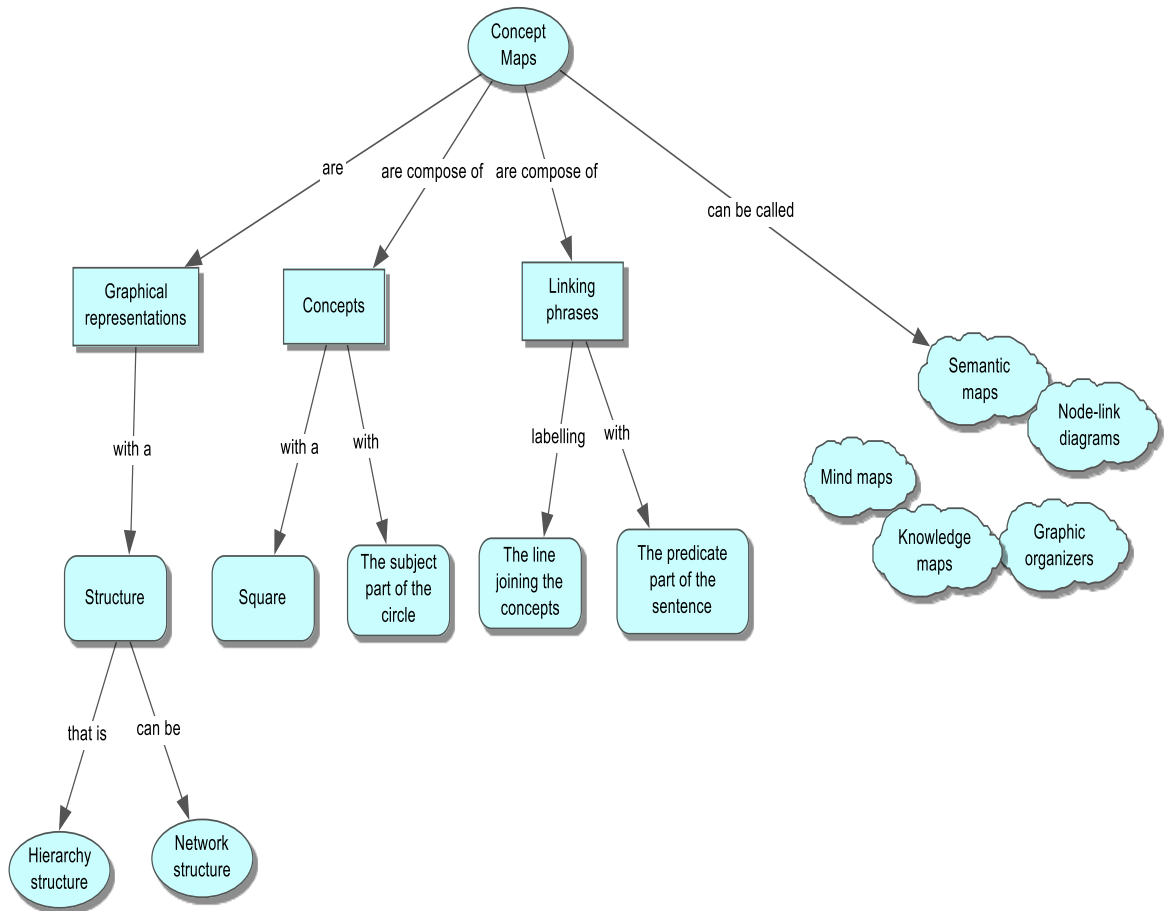 Concept
Maps
are
are compose of
are compose of
can be called
Graphical
representations
Concepts
Linking
phrases
Semantic
maps
Node-link
diagrams
Mind maps
Knowledge
maps
Graphic
organizers
with a
with a
with
labelling
with
Structure
Square
The subject
part of the
circle
The line
joining the
concepts
The predicate
part of the
sentence
that is
can be
Hierarchy
structure
Network
structure